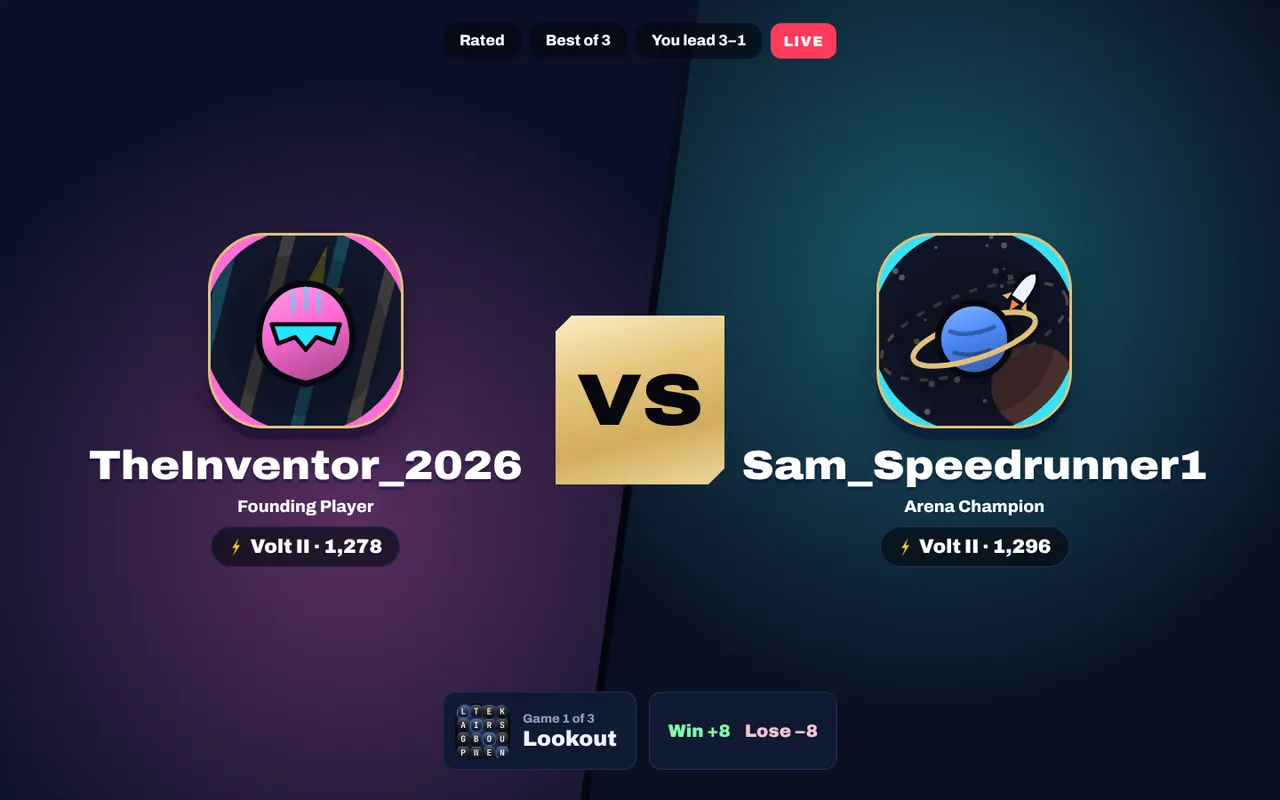 Rated
Best of 3
You lead 3–1
LIVE
VS
TheInventor_2026
Founding Player
Volt II · 1,278
Sam_Speedrunner1
Arena Champion
Volt II · 1,296
L T E K
A I R S
G B O U
P W E N
Game 1 of 3
Lookout
Win +8 Lose –8